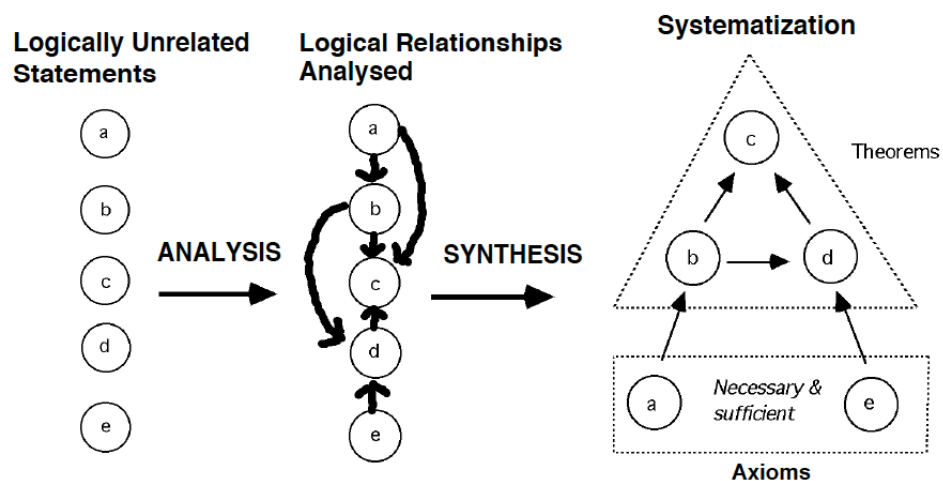 Logically Unrelated
Statements
a
b
c
d
e
ANALYSIS
Logical Relationships
Analysed
a
b
c
d
e
SYNTHESIS
Systematization
c
Theorems
b
d
a
Necessary &
sufficient
e
Axioms